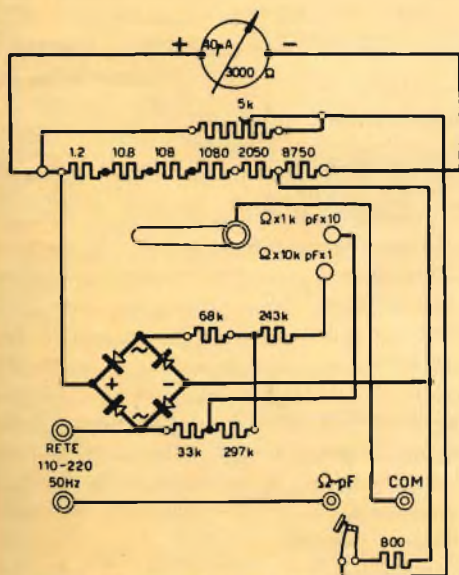 + 40µA -
3000 Ω
5k
1.2 10.8 108 1080 2050 8750
Ωx1k pFx10
Ωx10k pFx1
68k 243k
~
+ -
~
33k 297k
RETE
110-220
50Hz
Ω-pF COM
800